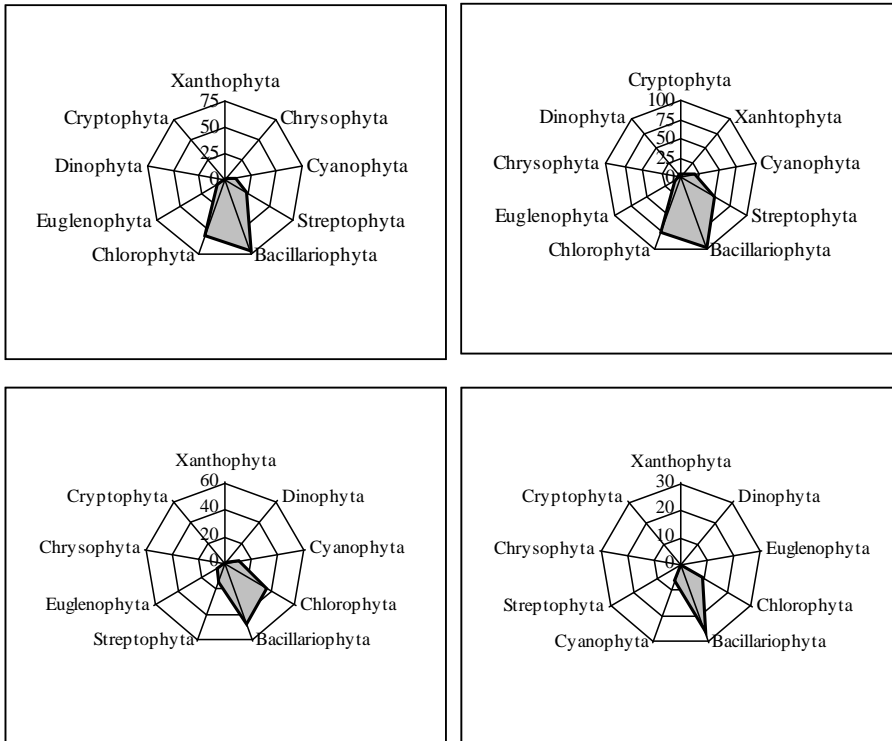 Xanthophyta
75
50
25
0
Cryptophyta
Chrysophyta
Dinophyta
Cyanophyta
Euglenophyta
Streptophyta
Chlorophyta
Bacillariophyta
Cryptophyta
100
75
50
25
0
Dinophyta
Xanhtophyta
Chrysophyta
Cyanophyta
Euglenophyta
Streptophyta
Chlorophyta
Bacillariophyta
Xanthophyta
60
40
20
0
Cryptophyta
Dinophyta
Chrysophyta
Cyanophyta
Euglenophyta
Chlorophyta
Streptophyta
Bacillariophyta
Xanthophyta
30
20
10
0
Cryptophyta
Dinophyta
Chrysophyta
Euglenophyta
Streptophyta
Chlorophyta
Cyanophyta
Bacillariophyta